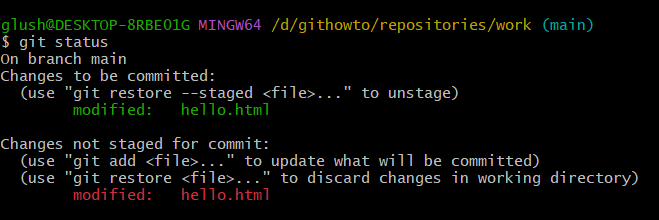 glush@DESKTOP-8RBE01G MINGW64 /d/githowto/repositories/work (main)
$ git status
On branch main
Changes to be committed:
  (use "git restore --staged <file>..." to unstage)
        modified:   hello.html

Changes not staged for commit:
  (use "git add <file>..." to update what will be committed)
  (use "git restore <file>..." to discard changes in working directory)
        modified:   hello.html